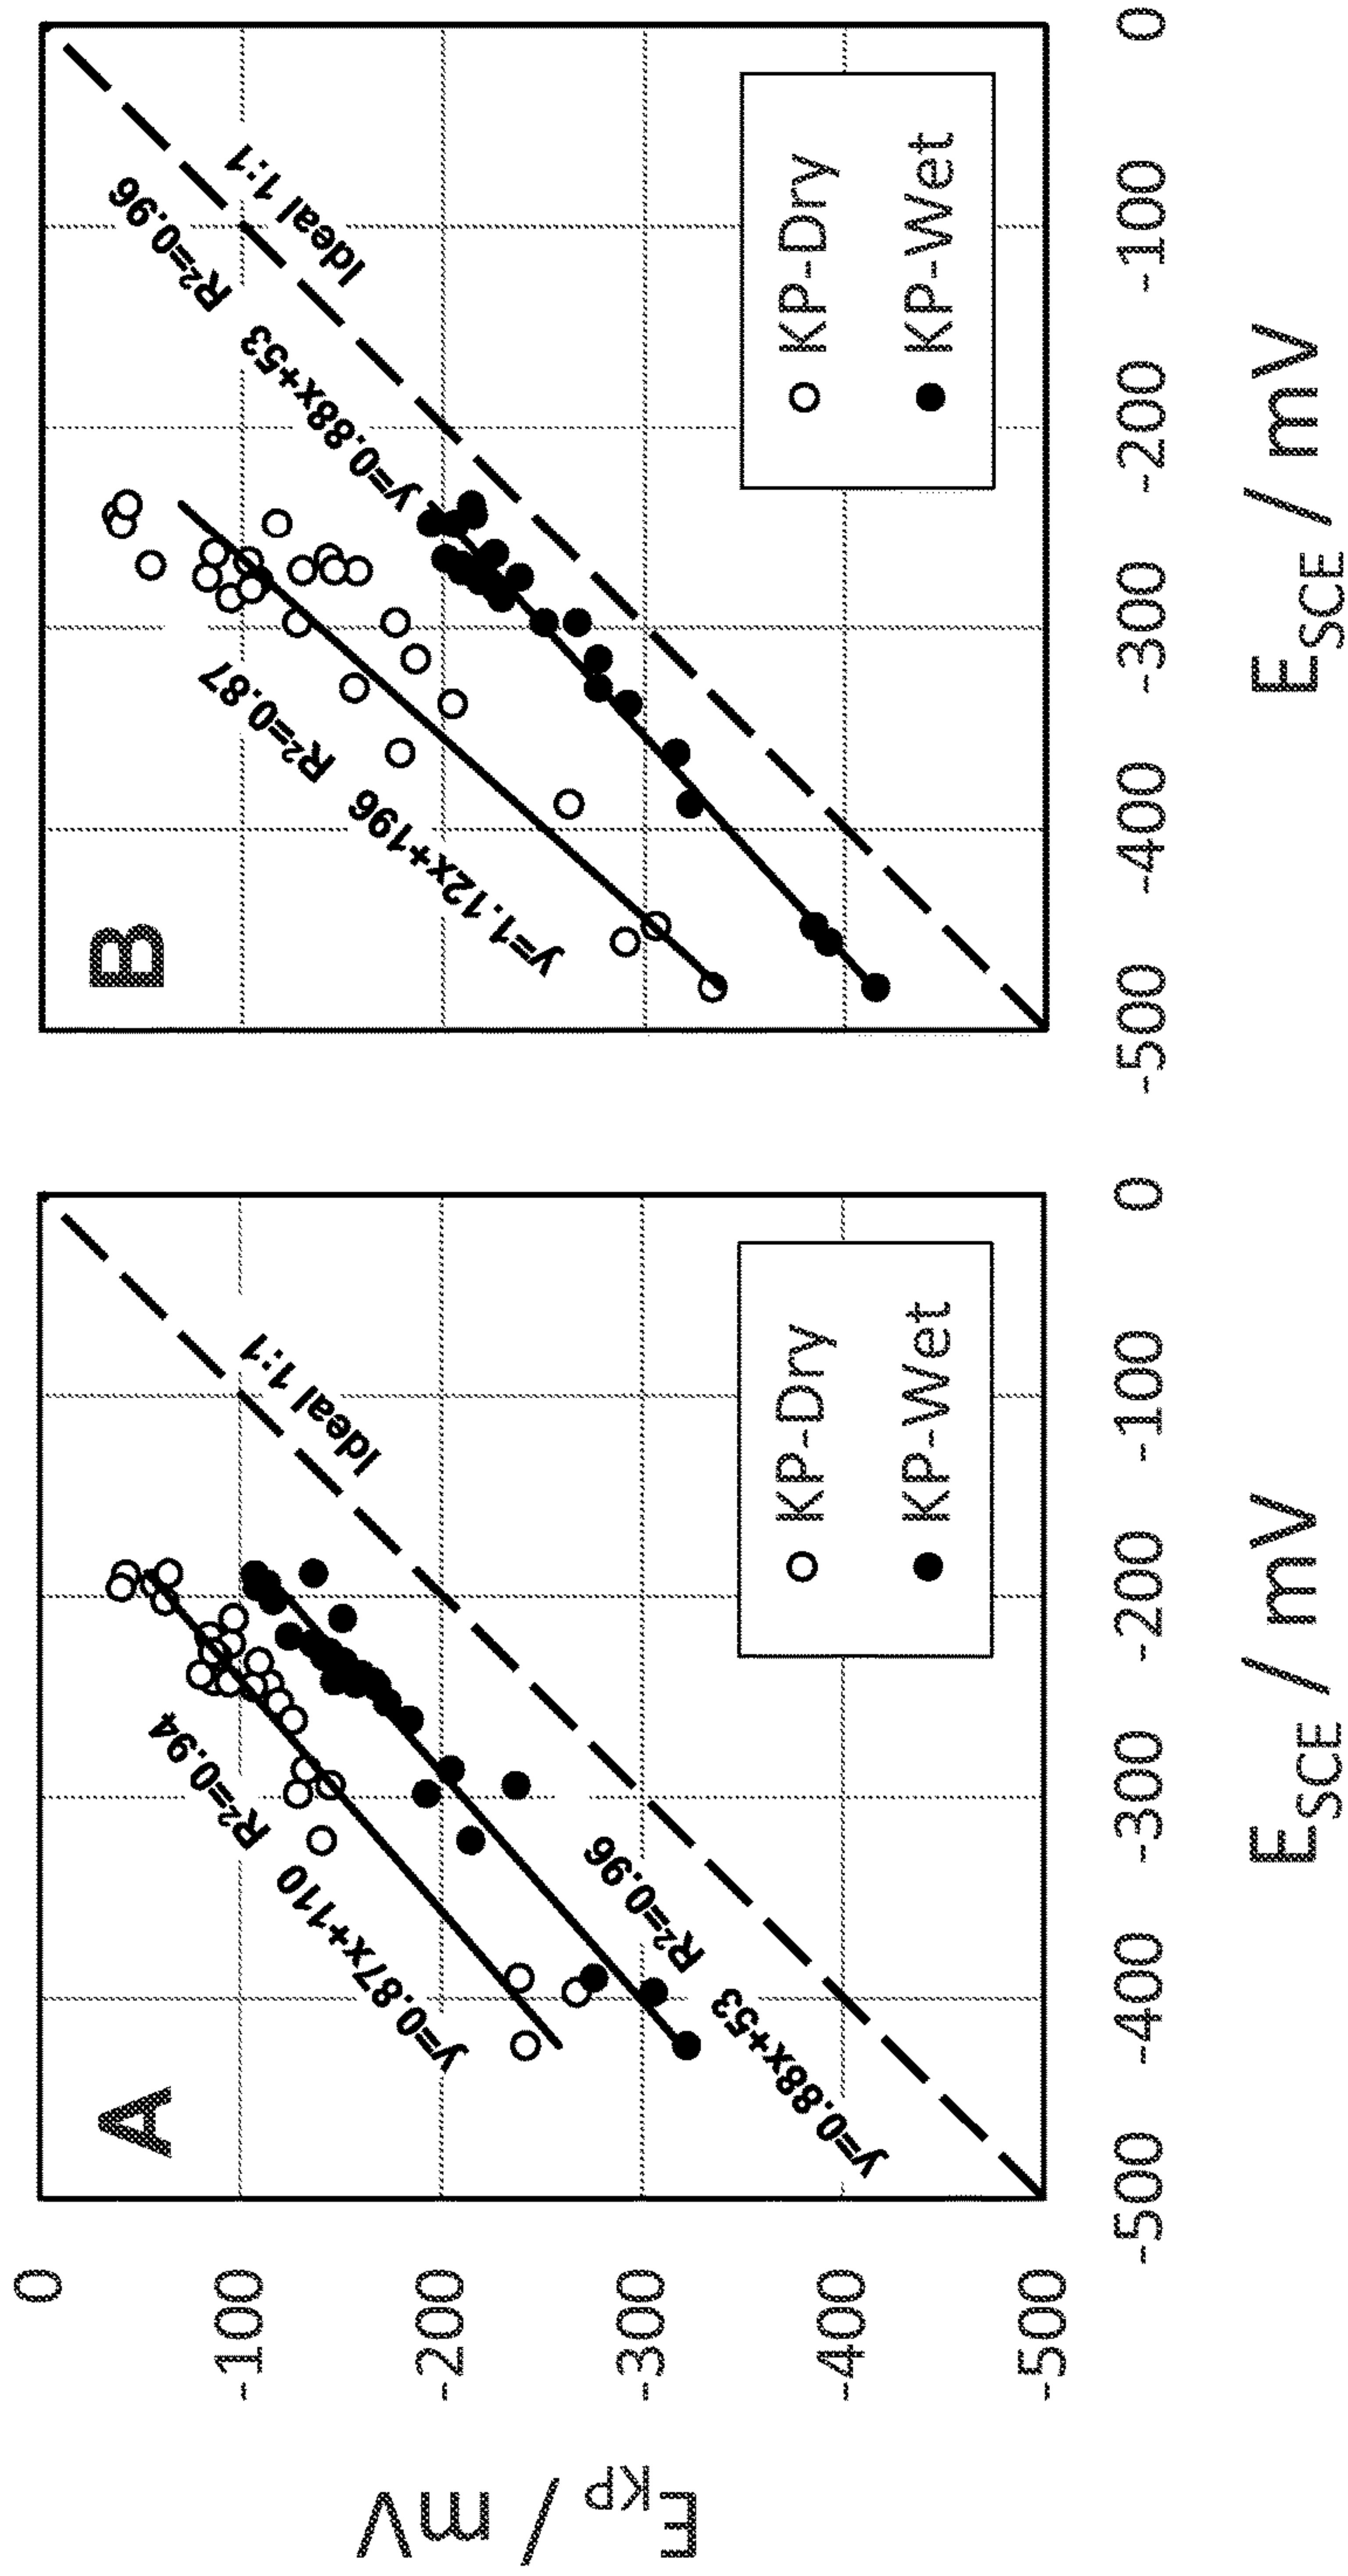 E_KP / mV
0
-100
-200
-300
-400
-500
A
y=0.87x+110 R²=0.94
Ideal 1:1
y=0.88x+53 R²=0.96
KP-Dry
KP-Wet
-500 -400 -300 -200 -100 0
E_SCE / mV
B
y=1.12x+196 R²=0.87
y=0.88x+53 R²=0.96
Ideal 1:1
KP-Dry
KP-Wet
-500 -400 -300 -200 -100 0
E_SCE / mV